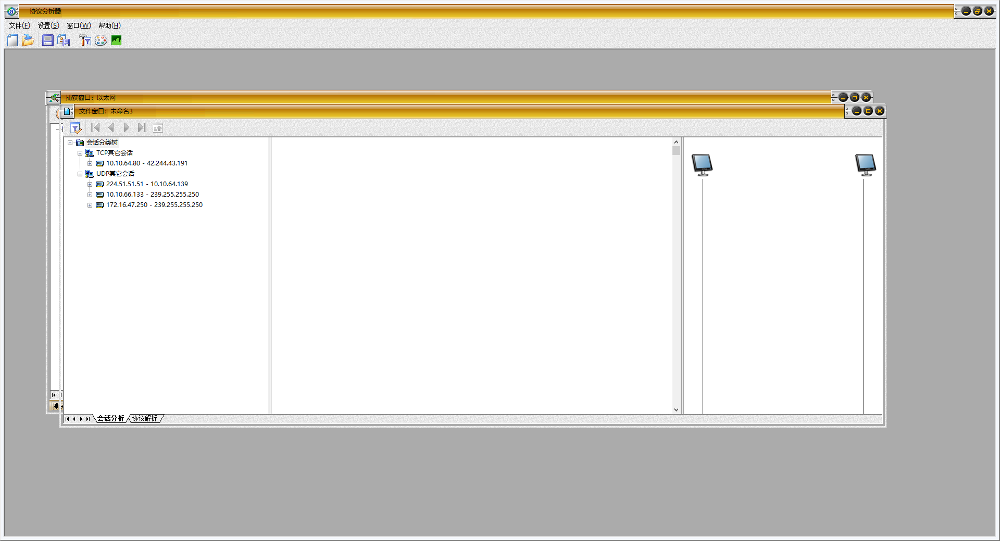 协议分析器
文件(F) 设置(S) 窗口(W) 帮助(H)
捕获窗口：以太网
文件窗口：未命名3
会话分类树
TCP其它会话
10.10.64.80 - 42.244.43.191
UDP其它会话
224.51.51.51 - 10.10.64.139
10.10.66.133 - 239.255.255.250
172.16.47.250 - 239.255.255.250
捕
会话分析 协议解析